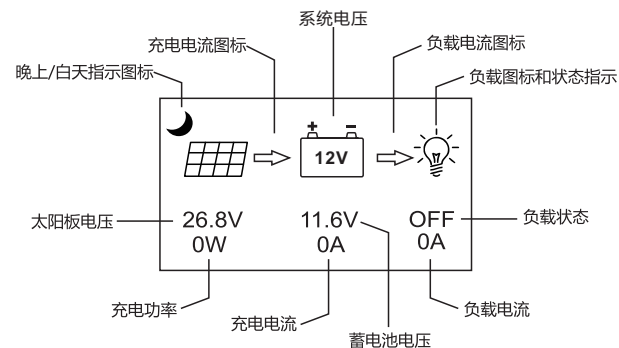 系统电压
充电电流图标
负载电流图标
晚上/白天指示图标
负载图标和状态指示
12V
太阳板电压
26.8V
11.6V
OFF
负载状态
0W
0A
0A
充电功率
充电电流
负载电流
蓄电池电压